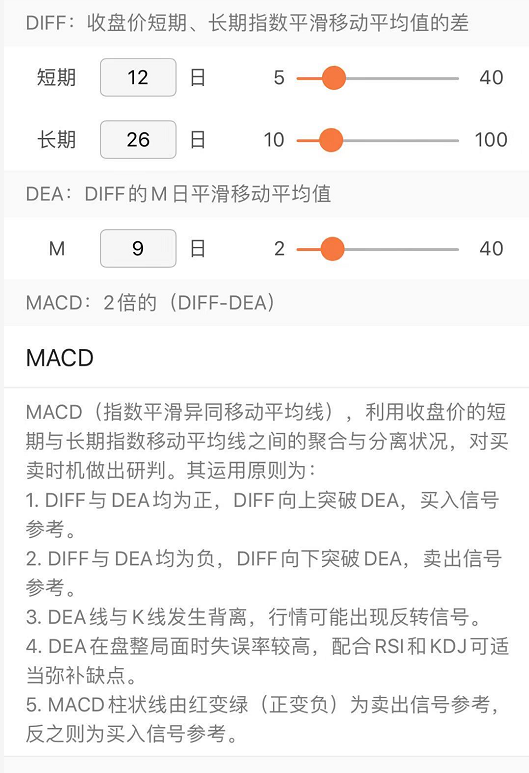 DIFF：收盘价短期、长期指数平滑移动平均值的差
短期 12 日 5 40
长期 26 日 10 100
DEA：DIFF的M日平滑移动平均值
M 9 日 2 40
MACD：2倍的（DIFF-DEA）
MACD
MACD（指数平滑异同移动平均线），利用收盘价的短
期与长期指数移动平均线之间的聚合与分离状况，对买
卖时机做出研判。其运用原则为：
1. DIFF与DEA均为正，DIFF向上突破DEA，买入信号
参考。
2. DIFF与DEA均为负，DIFF向下突破DEA，卖出信号
参考。
3. DEA线与K线发生背离，行情可能出现反转信号。
4. DEA在盘整局面时失误率较高，配合RSI和KDJ可适
当弥补缺点。
5. MACD柱状线由红变绿（正变负）为卖出信号参考，
反之则为买入信号参考。